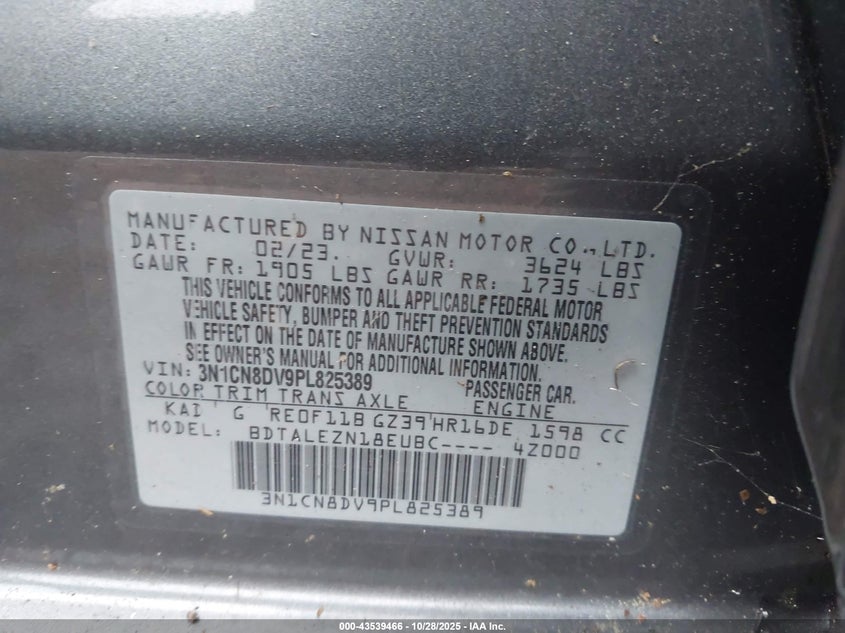 MANUFACTURED BY NISSAN MOTOR CO., LTD.
DATE: 02/23. GVWR: 3624 LBS
GAWR FR: 1905 LBS GAWR RR: 1735 LBS
THIS VEHICLE CONFORMS TO ALL APPLICABLE FEDERAL MOTOR
VEHICLE SAFETY, BUMPER AND THEFT PREVENTION STANDARDS
IN EFFECT ON THE DATE OF MANUFACTURE SHOWN ABOVE.
SEE OWNER'S MANUAL FOR ADDITIONAL INFORMATION.
VIN: 3N1CN8DV9PL825389 PASSENGER CAR.
COLOR TRIM TRANS AXLE ENGINE
KAD G RE0F11B GZ39 HR16DE 1598 CC
MODEL: BDTALEZN18EUBC---- 4Z000
3N1CN8DV9PL825389
000-43539466 - 10/28/2025 - IAA Inc.